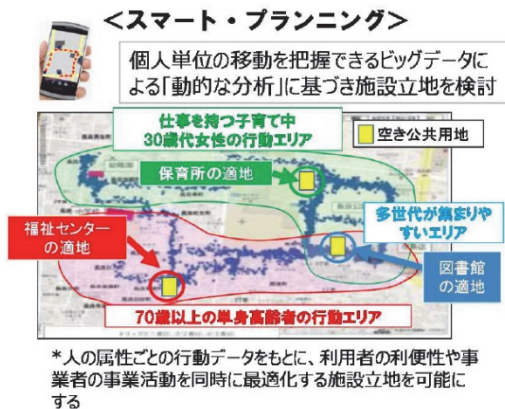 ＜スマート・プランニング＞
個人単位の移動を把握できるビッグデータに
よる「動的な分析」に基づき施設立地を検討
仕事を持つ子育て中
30歳代女性の行動エリア
空き公共用地
保育所の適地
多世代が集まりや
すいエリア
福祉センター
の適地
図書館
の適地
70歳以上の単身高齢者の行動エリア
*人の属性ごとの行動データをもとに、利用者の利便性や事
業者の事業活動を同時に最適化する施設立地を可能に
する